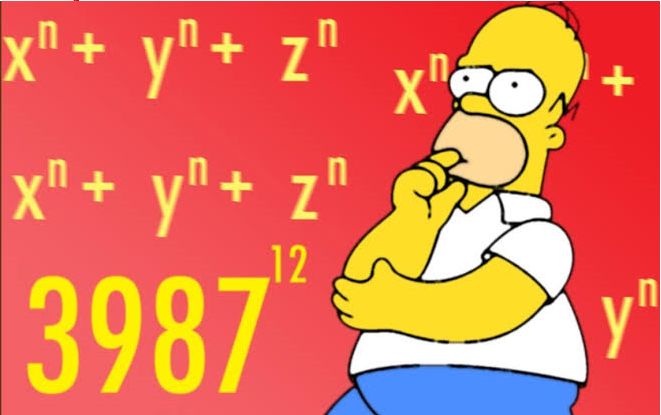 xⁿ + yⁿ + zⁿ
xⁿ +
xⁿ + yⁿ + zⁿ
3987¹²
yⁿ